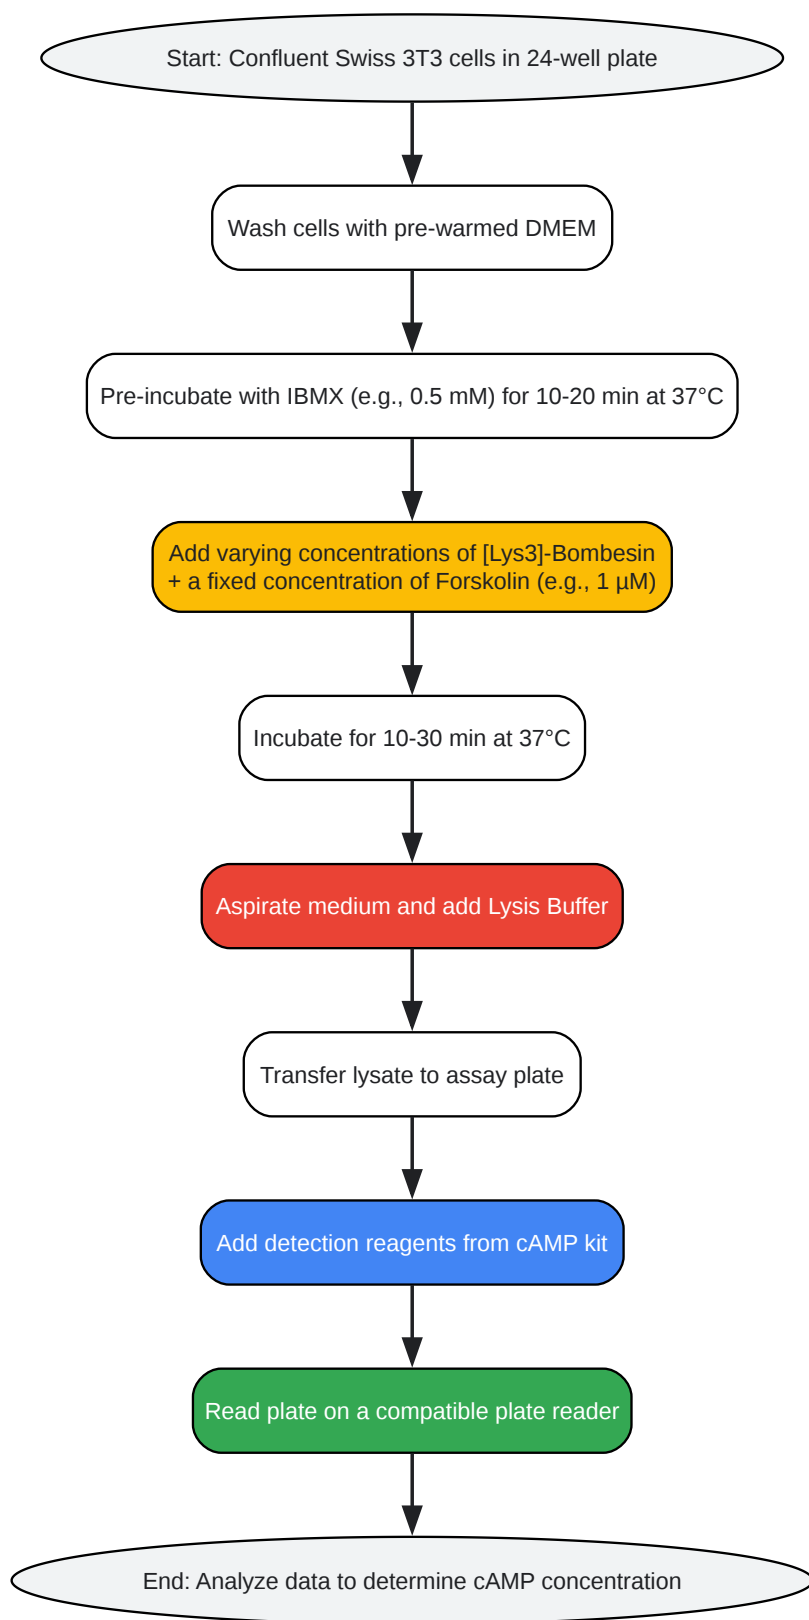 Start: Confluent Swiss 3T3 cells in 24-well plate
Wash cells with pre-warmed DMEM
Pre-incubate with IBMX (e.g., 0.5 mM) for 10-20 min at 37°C
Add varying concentrations of [Lys3]-Bombesin
+ a fixed concentration of Forskolin (e.g., 1 µM)
Incubate for 10-30 min at 37°C
Aspirate medium and add Lysis Buffer
Transfer lysate to assay plate
Add detection reagents from cAMP kit
Read plate on a compatible plate reader
End: Analyze data to determine cAMP concentration